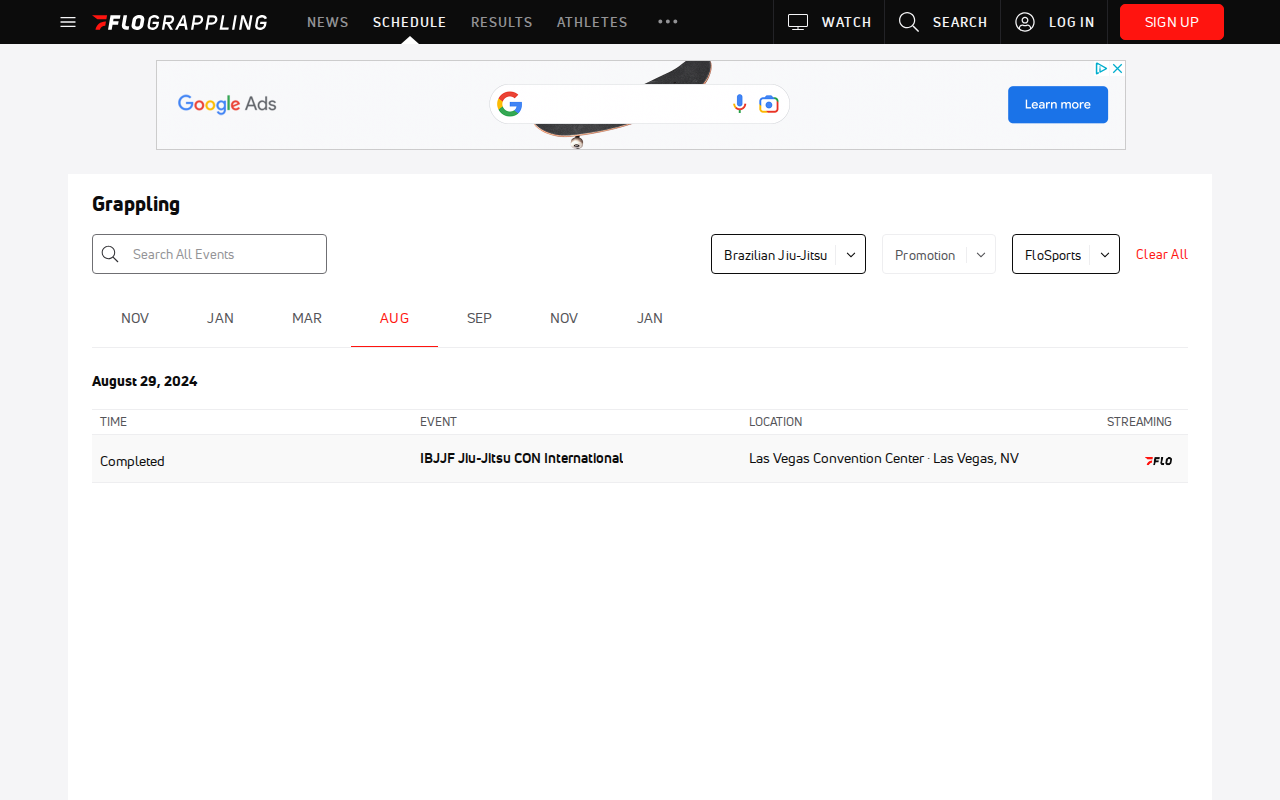 FLOGRAPPLING NEWS SCHEDULE RESULTS ATHLETES ••• WATCH SEARCH LOG IN SIGN UP
Google Ads Learn more
Grappling
Search All Events Brazilian Jiu-Jitsu Promotion FloSports Clear All
NOV JAN MAR AUG SEP NOV JAN
August 29, 2024
TIME EVENT LOCATION STREAMING
Completed IBJJF Jiu-Jitsu CON International Las Vegas Convention Center · Las Vegas, NV FLO